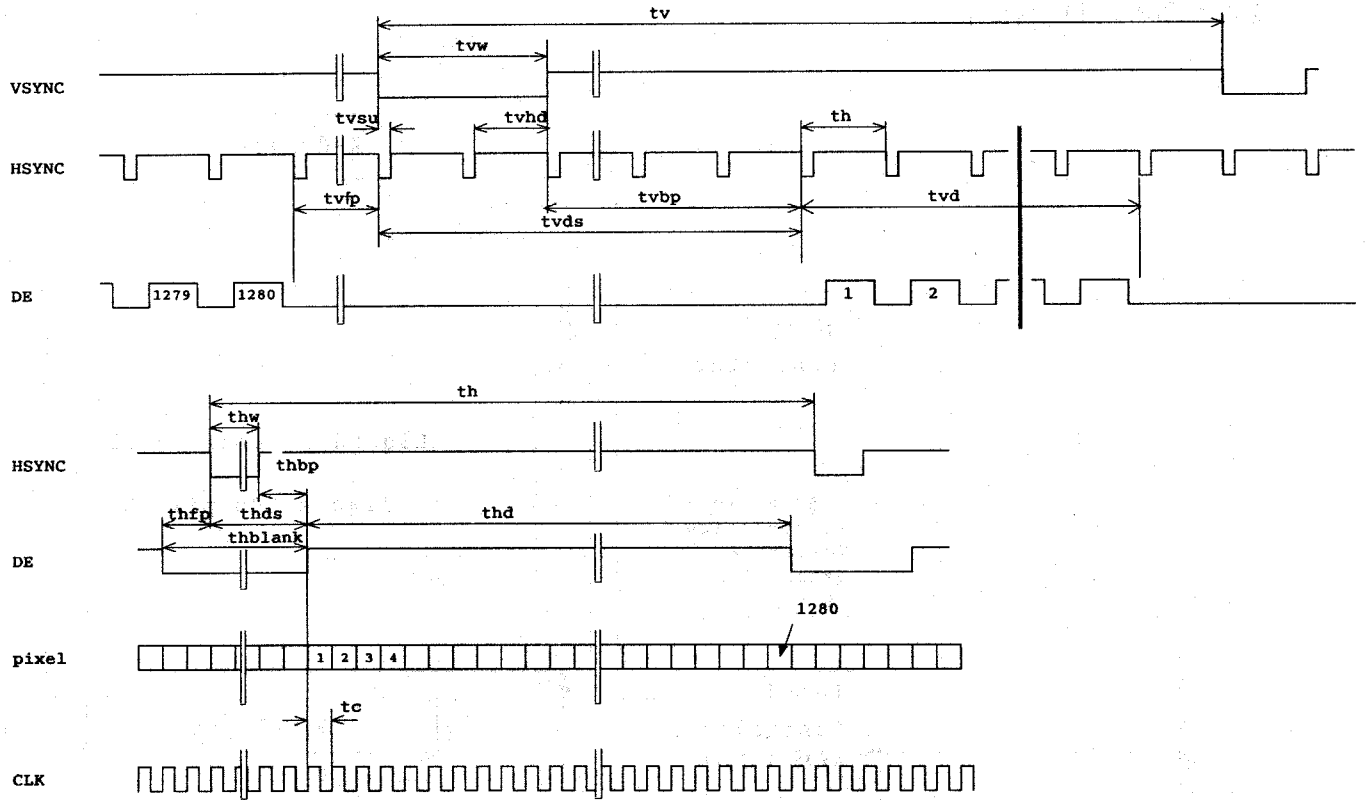 tv
tvw
VSYNC
tvsu
tvhd
th
HSYNC
tvfp
tvbp
tvd
tvds
DE
1279
1280
1
2
th
thw
HSYNC
thbp
thfp
thds
thd
thblank
DE
1280
pixel
1 2 3 4
tc
CLK